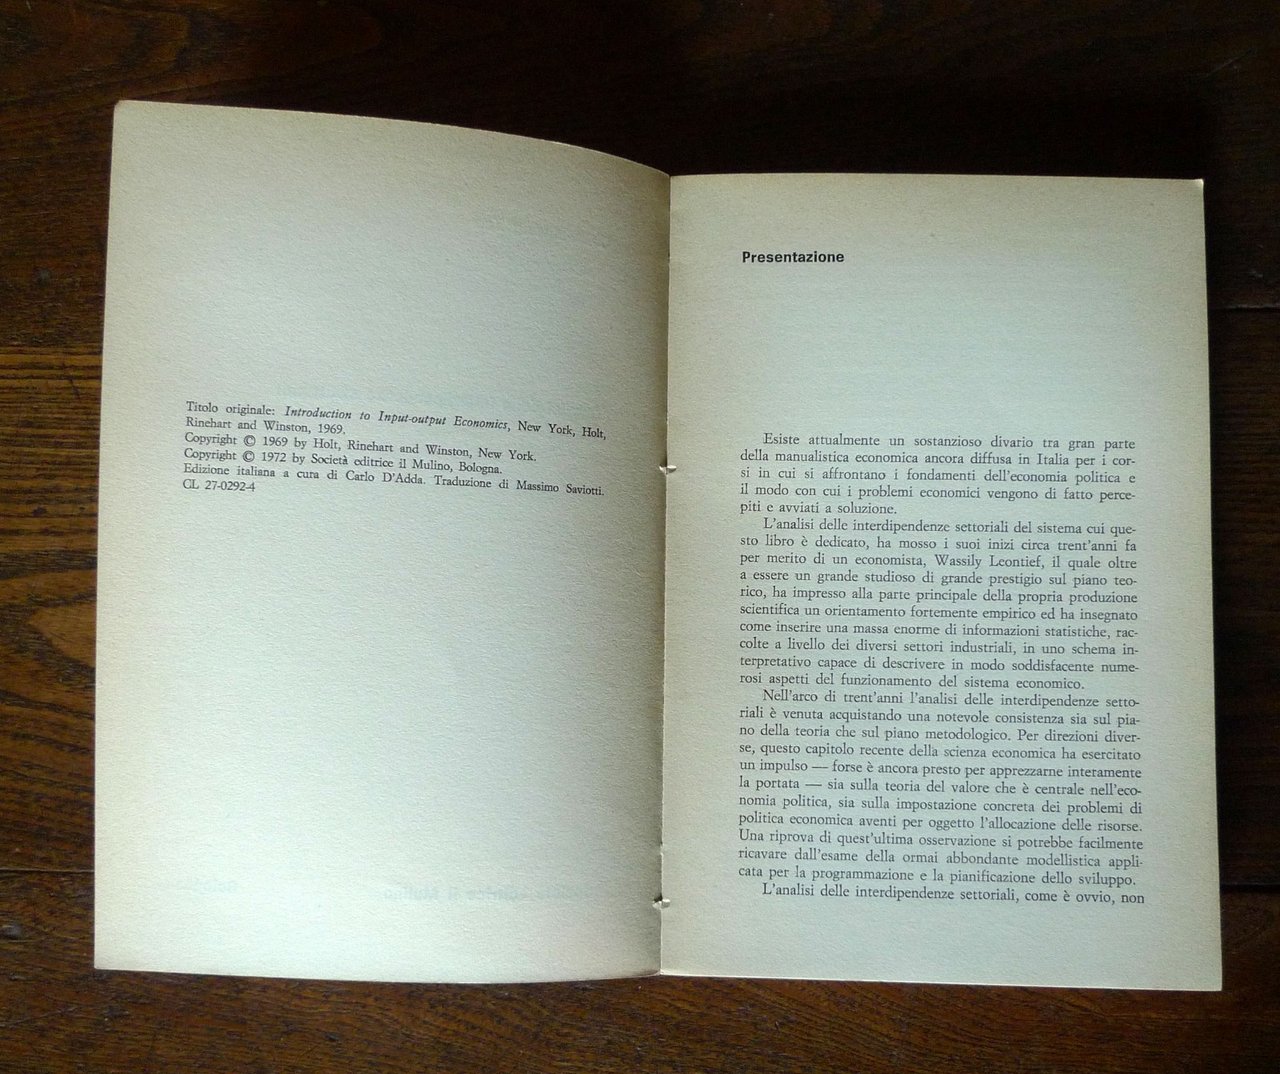 Titolo originale: Introduction to Input-output Economics, New York, Holt,
Rinehart and Winston, 1969.
Copyright © 1969 by Holt, Rinehart and Winston, New York.
Copyright © 1972 by Società editrice il Mulino, Bologna.
Edizione italiana a cura di Carlo D'Adda. Traduzione di Massimo Saviotti.
CL 27-0292-4
Presentazione
Esiste attualmente un sostanzioso divario tra gran parte
della manualistica economica ancora diffusa in Italia per i cor-
si in cui si affrontano i fondamenti dell'economia politica e
il modo con cui i problemi economici vengono di fatto perce-
piti e avviati a soluzione.
L'analisi delle interdipendenze settoriali del sistema cui que-
sto libro è dedicato, ha mosso i suoi inizi circa trent'anni fa
per merito di un economista, Wassily Leontief, il quale oltre
a essere un grande studioso di grande prestigio sul piano teo-
rico, ha impresso alla parte principale della propria produzione
scientifica un orientamento fortemente empirico ed ha insegnato
come inserire una massa enorme di informazioni statistiche, rac-
colte a livello dei diversi settori industriali, in uno schema in-
terpretativo capace di descrivere in modo soddisfacente nume-
rosi aspetti del funzionamento del sistema economico.
Nell'arco di trent'anni l'analisi delle interdipendenze setto-
riali è venuta acquistando una notevole consistenza sia sul pia-
no della teoria che sul piano metodologico. Per direzioni diver-
se, questo capitolo recente della scienza economica ha esercitato
un impulso — forse è ancora presto per apprezzarne interamente
la portata — sia sulla teoria del valore che è centrale nell'eco-
nomia politica, sia sulla impostazione concreta dei problemi di
politica economica aventi per oggetto l'allocazione delle risorse.
Una riprova di quest'ultima osservazione si potrebbe facilmente
ricavare dall'esame della ormai abbondante modellistica appli-
cata per la programmazione e la pianificazione dello sviluppo.
L'analisi delle interdipendenze settoriali, come è ovvio, non